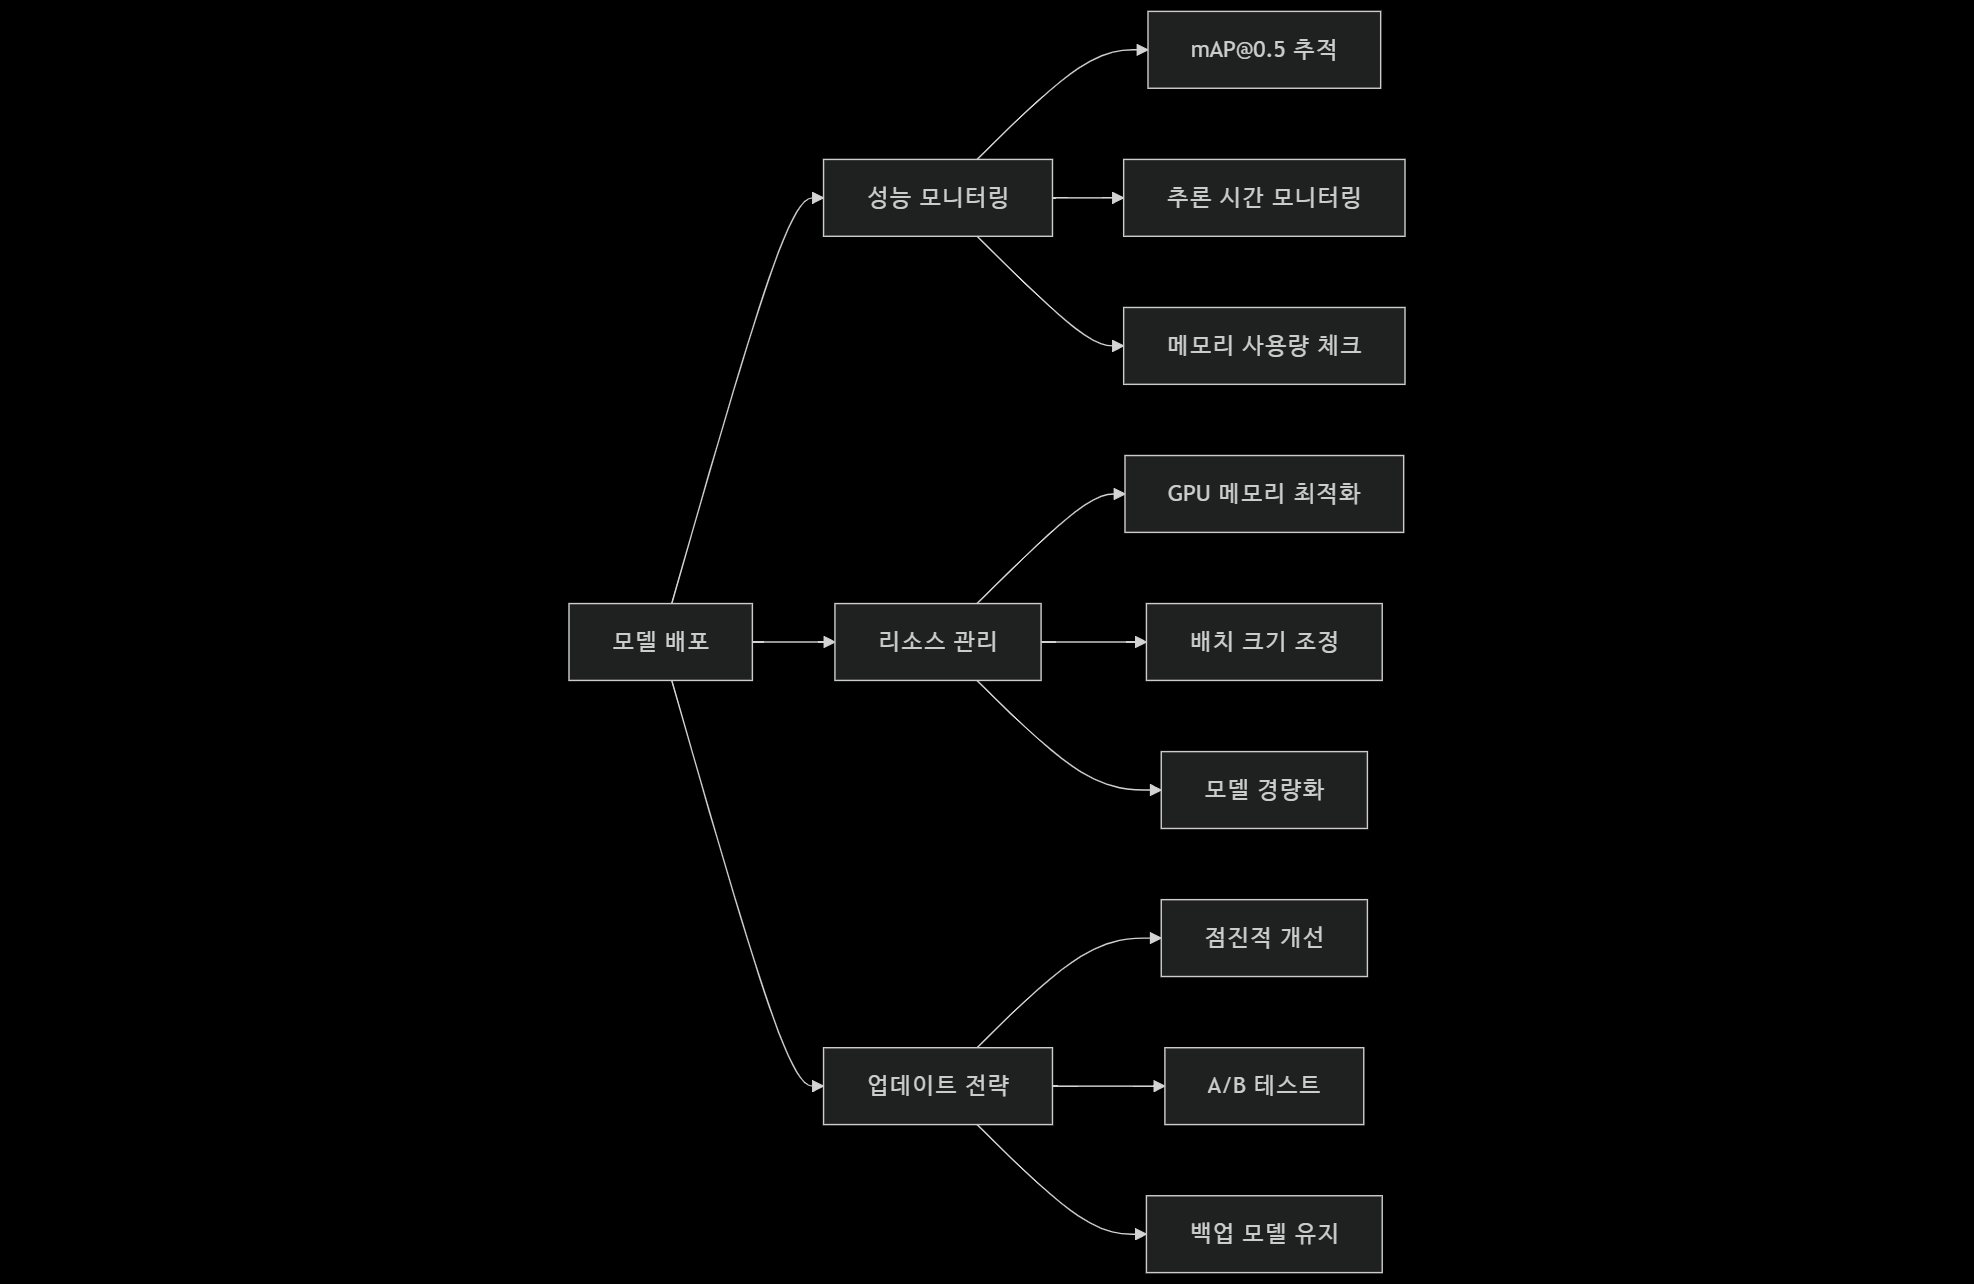 mAP@0.5 추적
성능 모니터링
추론 시간 모니터링
메모리 사용량 체크
GPU 메모리 최적화
모델 배포
리소스 관리
배치 크기 조정
모델 경량화
점진적 개선
업데이트 전략
A/B 테스트
백업 모델 유지